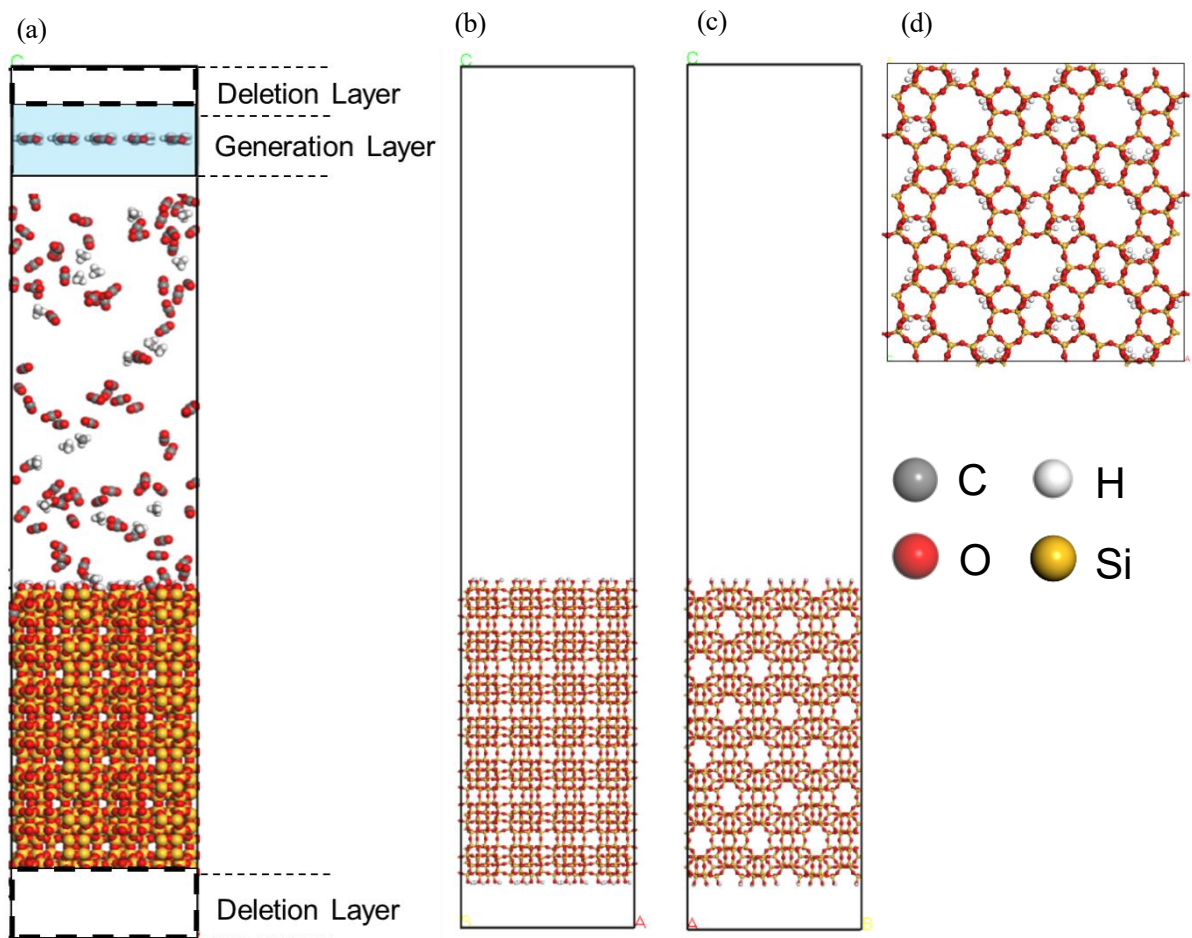 (a)
(b)
(c)
(d)
C
Deletion Layer
Generation Layer
Deletion Layer
C
B
A
C
A
B
A
C
H
O
Si